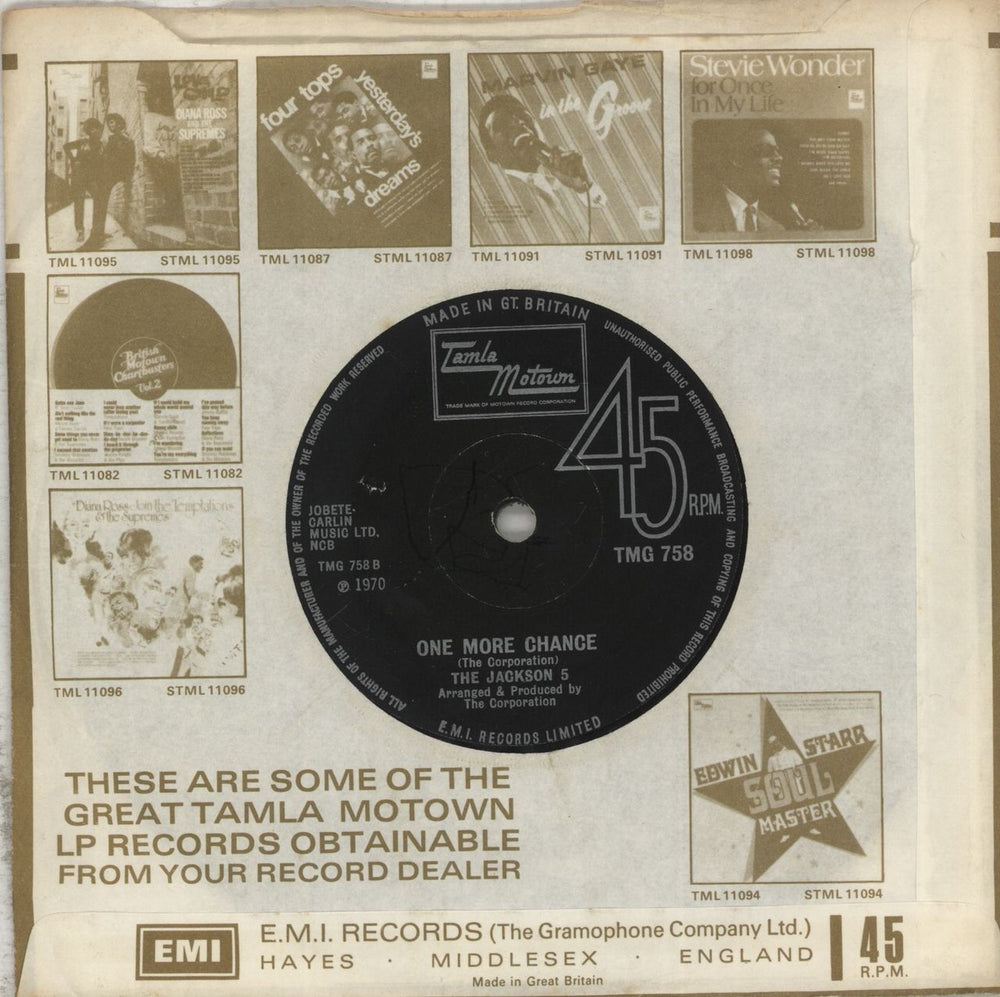 LOVE CHILD
DIANA ROSS
AND THE
SUPREMES
TML 11095 STML 11095
four tops
yesterday's
dreams
TML 11087 STML 11087
MARVIN GAYE
in the
Groove
TML 11091 STML 11091
Stevie Wonder
for Once
In My Life
TML 11098 STML 11098
British
Motown
Chartbusters
Vol.2
TML 11082 STML 11082
Diana Ross Join the Temptations
& the Supremes
TML 11096 STML 11096
MADE IN GT. BRITAIN
UNAUTHORISED PUBLIC PERFORMANCE BROADCASTING AND COPYING OF THIS RECORD PROHIBITED
E.M.I. RECORDS LIMITED
ALL RIGHTS OF THE MANUFACTURER AND OF THE OWNER OF THE RECORDED WORK RESERVED
Tamla
Motown
TRADE MARK OF MOTOWN RECORD CORPORATION
45
R.P.M.
JOBETE-
CARLIN
MUSIC LTD.
NCB
TMG 758
TMG 758 B
℗ 1970
ONE MORE CHANCE
(The Corporation)
THE JACKSON 5
Arranged & Produced by
The Corporation
EDWIN STARR
SOUL
MASTER
TML 11094 STML 11094
THESE ARE SOME OF THE
GREAT TAMLA MOTOWN
LP RECORDS OBTAINABLE
FROM YOUR RECORD DEALER
EMI
E.M.I. RECORDS (The Gramophone Company Ltd.)
HAYES · MIDDLESEX · ENGLAND
Made in Great Britain
45
R.P.M.